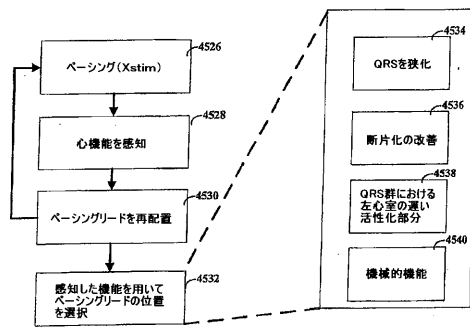 ペーシング(Xstim)
4526
心機能を感知
4528
ペーシングリードを再配置
4530
感知した機能を用いて
ペーシングリードの位置
を選択
4532
4534
QRSを狭化
4536
断片化の改善
4538
QRS群における
左心室の遅い
活性化部分
4540
機械的機能